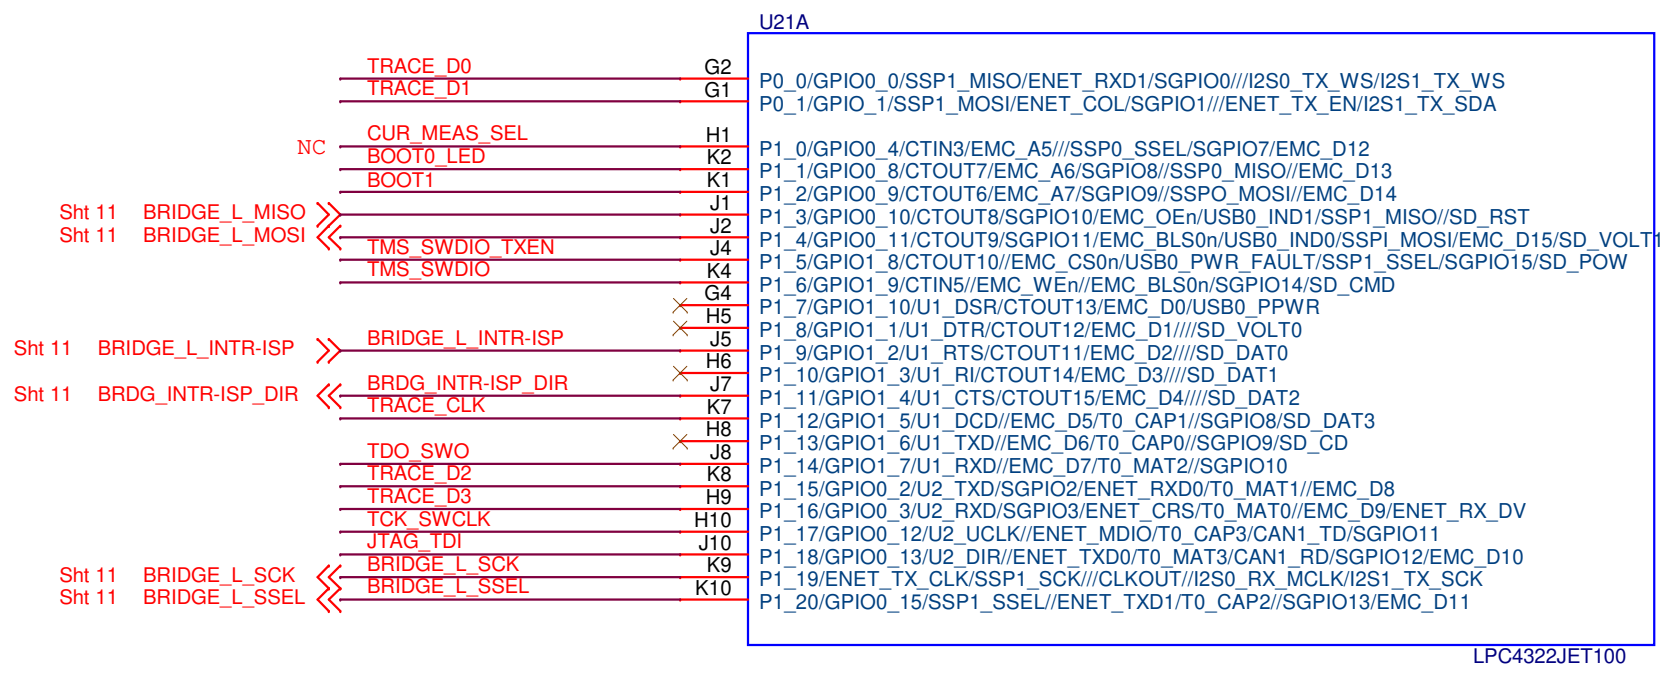 U21A
TRACE_D0 G2 P0_0/GPIO0_0/SSP1_MISO/ENET_RXD1/SGPIO0///I2S0_TX_WS/I2S1_TX_WS
TRACE_D1 G1 P0_1/GPIO_1/SSP1_MOSI/ENET_COL/SGPIO1///ENET_TX_EN/I2S1_TX_SDA
NC CUR_MEAS_SEL H1 P1_0/GPIO0_4/CTIN3/EMC_A5///SSP0_SSEL/SGPIO7/EMC_D12
BOOT0_LED K2 P1_1/GPIO0_8/CTOUT7/EMC_A6/SGPIO8//SSP0_MISO//EMC_D13
BOOT1 K1 P1_2/GPIO0_9/CTOUT6/EMC_A7/SGPIO9//SSPO_MOSI//EMC_D14
Sht 11 BRIDGE_L_MISO J1 P1_3/GPIO0_10/CTOUT8/SGPIO10/EMC_OEn/USB0_IND1/SSP1_MISO//SD_RST
Sht 11 BRIDGE_L_MOSI J2 P1_4/GPIO0_11/CTOUT9/SGPIO11/EMC_BLS0n/USB0_IND0/SSPI_MOSI/EMC_D15/SD_VOLT1
TMS_SWDIO_TXEN J4 P1_5/GPIO1_8/CTOUT10//EMC_CS0n/USB0_PWR_FAULT/SSP1_SSEL/SGPIO15/SD_POW
TMS_SWDIO K4 P1_6/GPIO1_9/CTIN5//EMC_WEn//EMC_BLS0n/SGPIO14/SD_CMD
G4 P1_7/GPIO1_10/U1_DSR/CTOUT13/EMC_D0/USB0_PPWR
H5 P1_8/GPIO1_1/U1_DTR/CTOUT12/EMC_D1////SD_VOLT0
Sht 11 BRIDGE_L_INTR-ISP BRIDGE_L_INTR-ISP J5 P1_9/GPIO1_2/U1_RTS/CTOUT11/EMC_D2////SD_DAT0
H6 P1_10/GPIO1_3/U1_RI/CTOUT14/EMC_D3////SD_DAT1
Sht 11 BRDG_INTR-ISP_DIR BRDG_INTR-ISP_DIR J7 P1_11/GPIO1_4/U1_CTS/CTOUT15/EMC_D4////SD_DAT2
TRACE_CLK K7 P1_12/GPIO1_5/U1_DCD//EMC_D5/T0_CAP1//SGPIO8/SD_DAT3
H8 P1_13/GPIO1_6/U1_TXD//EMC_D6/T0_CAP0//SGPIO9/SD_CD
TDO_SWO J8 P1_14/GPIO1_7/U1_RXD//EMC_D7/T0_MAT2//SGPIO10
TRACE_D2 K8 P1_15/GPIO0_2/U2_TXD/SGPIO2/ENET_RXD0/T0_MAT1//EMC_D8
TRACE_D3 H9 P1_16/GPIO0_3/U2_RXD/SGPIO3/ENET_CRS/T0_MAT0//EMC_D9/ENET_RX_DV
TCK_SWCLK H10 P1_17/GPIO0_12/U2_UCLK//ENET_MDIO/T0_CAP3/CAN1_TD/SGPIO11
JTAG_TDI J10 P1_18/GPIO0_13/U2_DIR//ENET_TXD0/T0_MAT3/CAN1_RD/SGPIO12/EMC_D10
Sht 11 BRIDGE_L_SCK BRIDGE_L_SCK K9 P1_19/ENET_TX_CLK/SSP1_SCK///CLKOUT//I2S0_RX_MCLK/I2S1_TX_SCK
Sht 11 BRIDGE_L_SSEL BRIDGE_L_SSEL K10 P1_20/GPIO0_15/SSP1_SSEL//ENET_TXD1/T0_CAP2//SGPIO13/EMC_D11
LPC4322JET100